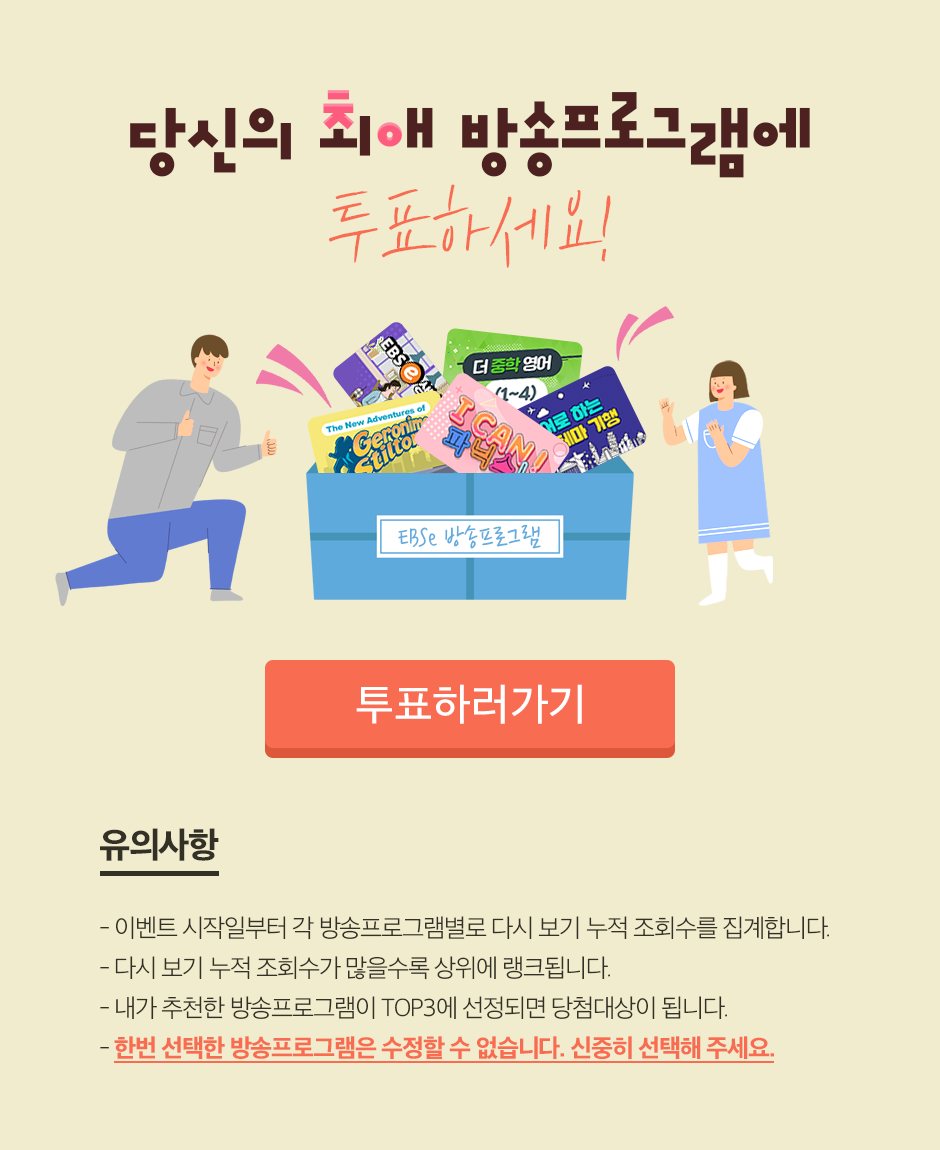 당신의 최애 방송프로그램에
투표하세요!
EBSe
더 중학 영어
(1~4)
The New Adventures of
Geronimo
Stilton
I CAN!
파닉스!
로 하는
테마 기행
EBSe 방송프로그램
투표하러가기
유의사항
- 이벤트 시작일부터 각 방송프로그램별로 다시 보기 누적 조회수를 집계합니다.
- 다시 보기 누적 조회수가 많을수록 상위에 랭크됩니다.
- 내가 추천한 방송프로그램이 TOP3에 선정되면 당첨대상이 됩니다.
- 한번 선택한 방송프로그램은 수정할 수 없습니다. 신중히 선택해 주세요.